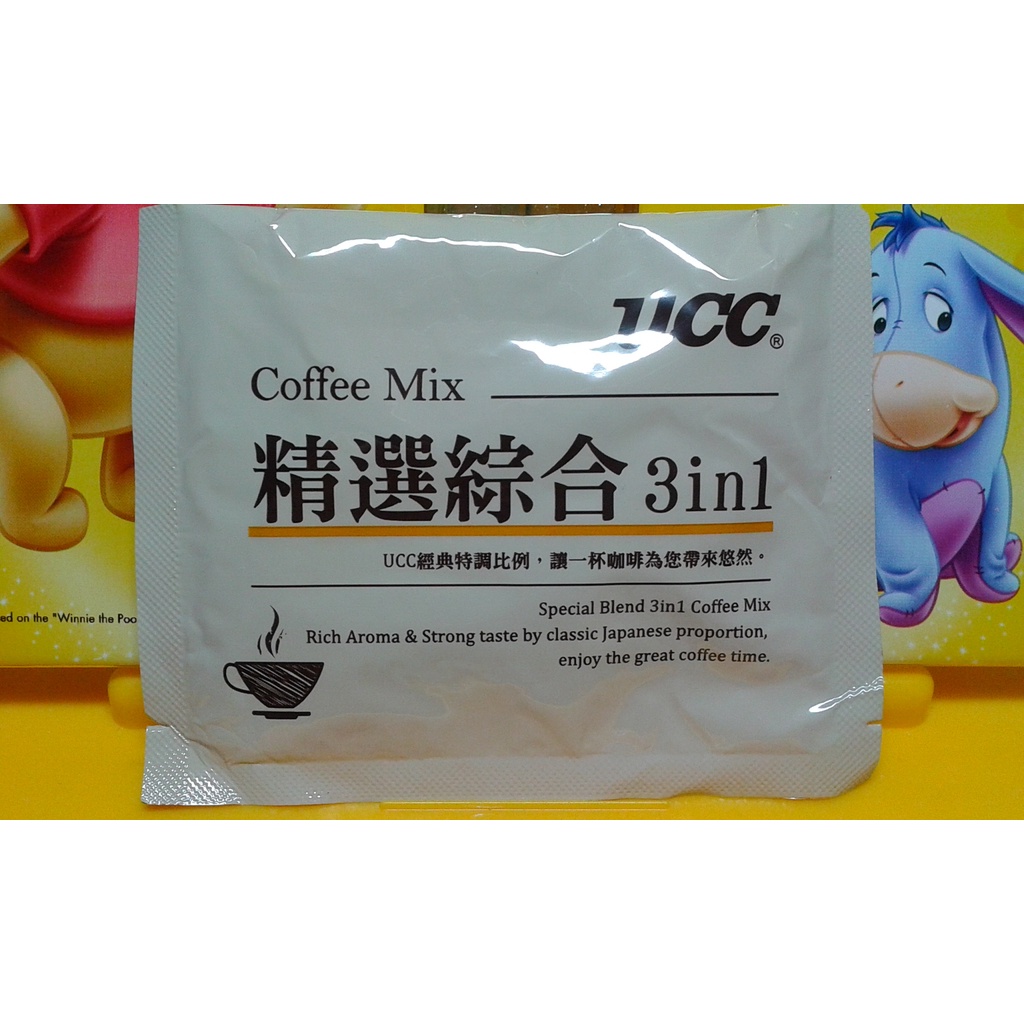 UCC®
Coffee Mix
精選綜合 3in1
UCC經典特調比例，讓一杯咖啡為您帶來悠然。
Special Blend 3in1 Coffee Mix
Rich Aroma & Strong taste by classic Japanese proportion,
enjoy the great coffee time.
ed on the "Winnie the Poo